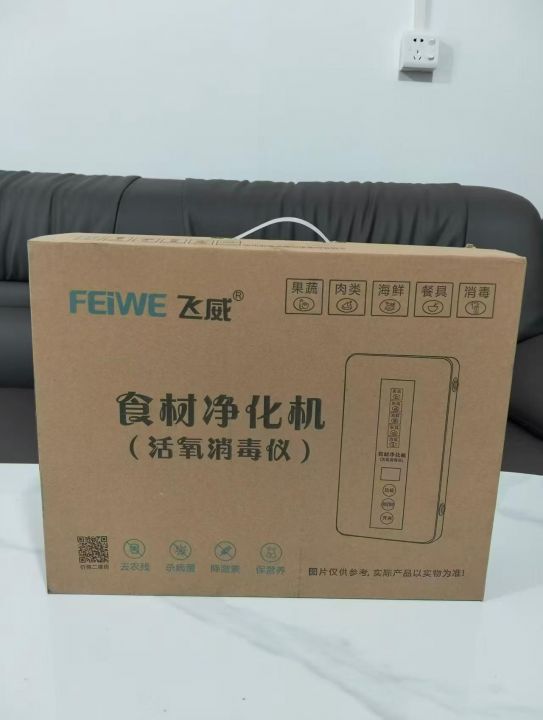 FEiWE 飞威®
果蔬 肉类 海鲜 餐具 消毒
食材净化机
（活氧消毒仪）
食材净化机
去农残 杀病菌 降激素 保营养
图片仅供参考, 实际产品以实物为准!